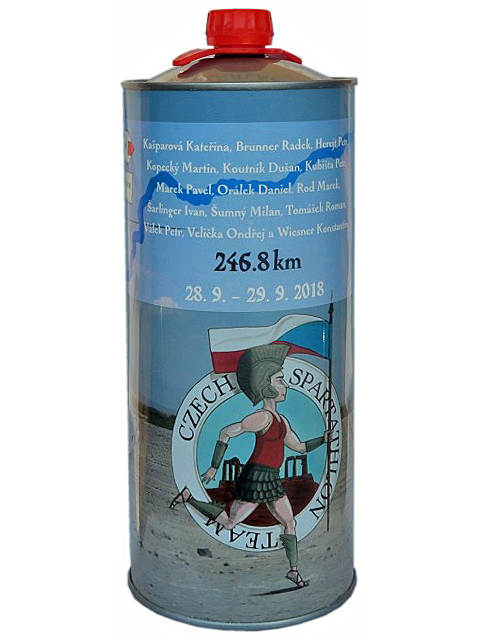 Kašparová Kateřina, Brunner Radek, Herejt Petr,
Kopecký Martin, Koutník Dušan, Kubišta Petr,
Marek Pavel, Orálek Daniel, Rod Marek,
Šarlinger Ivan, Šumný Milan, Tomášek Roman,
Válek Petr, Velička Ondřej a Wiesner Konstantin
246.8 km
28. 9. – 29. 9. 2018
CZECH SPARTATHLON TEAM